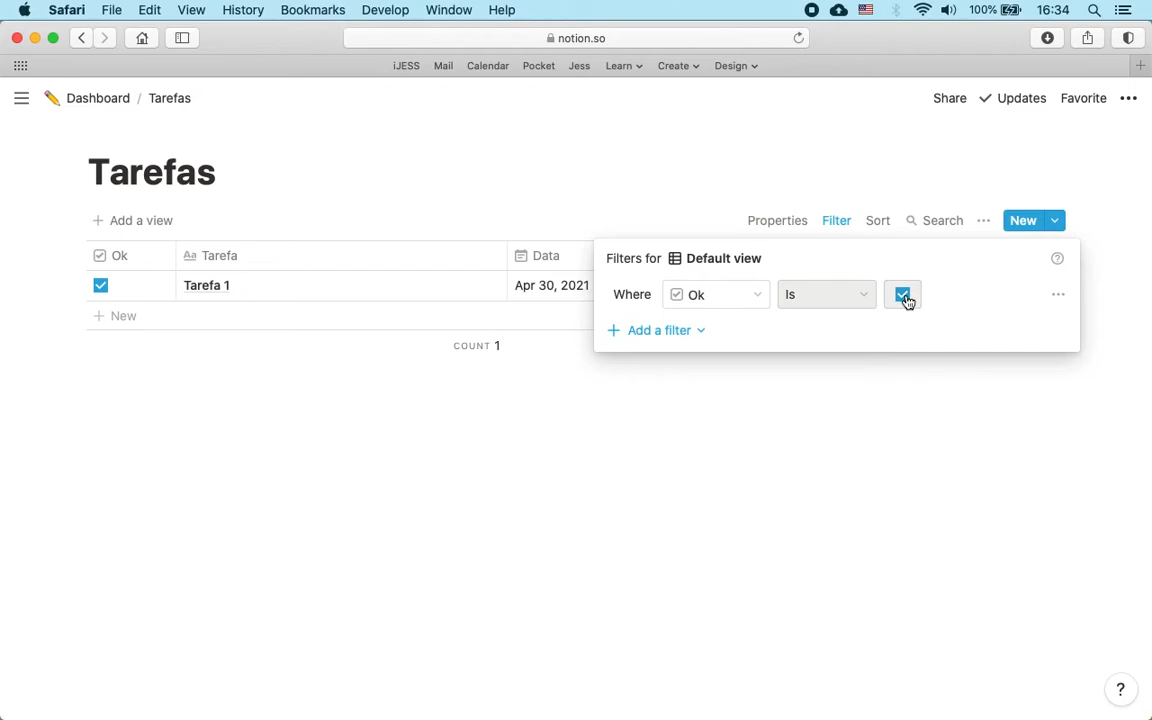 Safari File Edit View History Bookmarks Develop Window Help 100% 16:34
notion.so
iJESS Mail Calendar Pocket Jess Learn Create Design
Dashboard / Tarefas Share Updates Favorite •••
Tarefas
+ Add a view Properties Filter Sort Search ••• New
Ok Aa Tarefa Data
Filters for Default view ?
Tarefa 1 Apr 30, 2021
Where Ok Is •••
+ New
+ Add a filter
COUNT 1
?